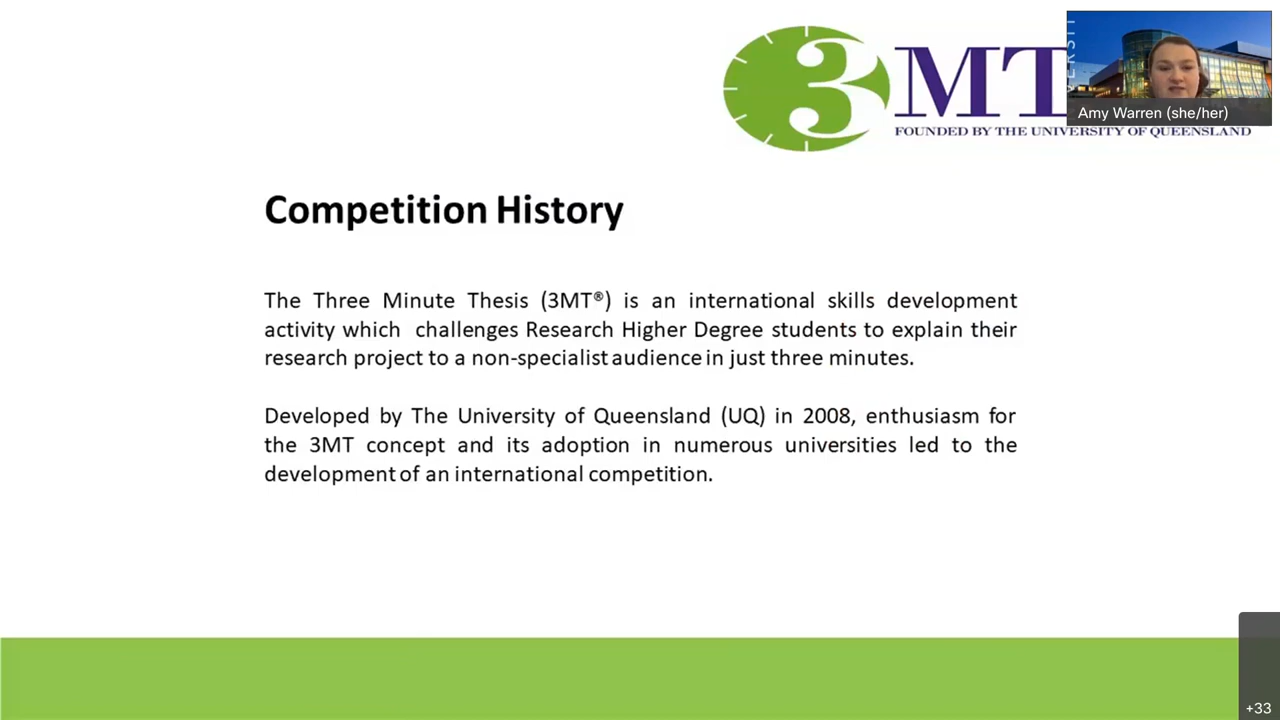 3MT
ERSIT
Amy Warren (she/her)
FOUNDED BY THE UNIVERSITY OF QUEENSLAND
Competition History
The Three Minute Thesis (3MT®) is an international skills development
activity which challenges Research Higher Degree students to explain their
research project to a non-specialist audience in just three minutes.
Developed by The University of Queensland (UQ) in 2008, enthusiasm for
the 3MT concept and its adoption in numerous universities led to the
development of an international competition.
+33